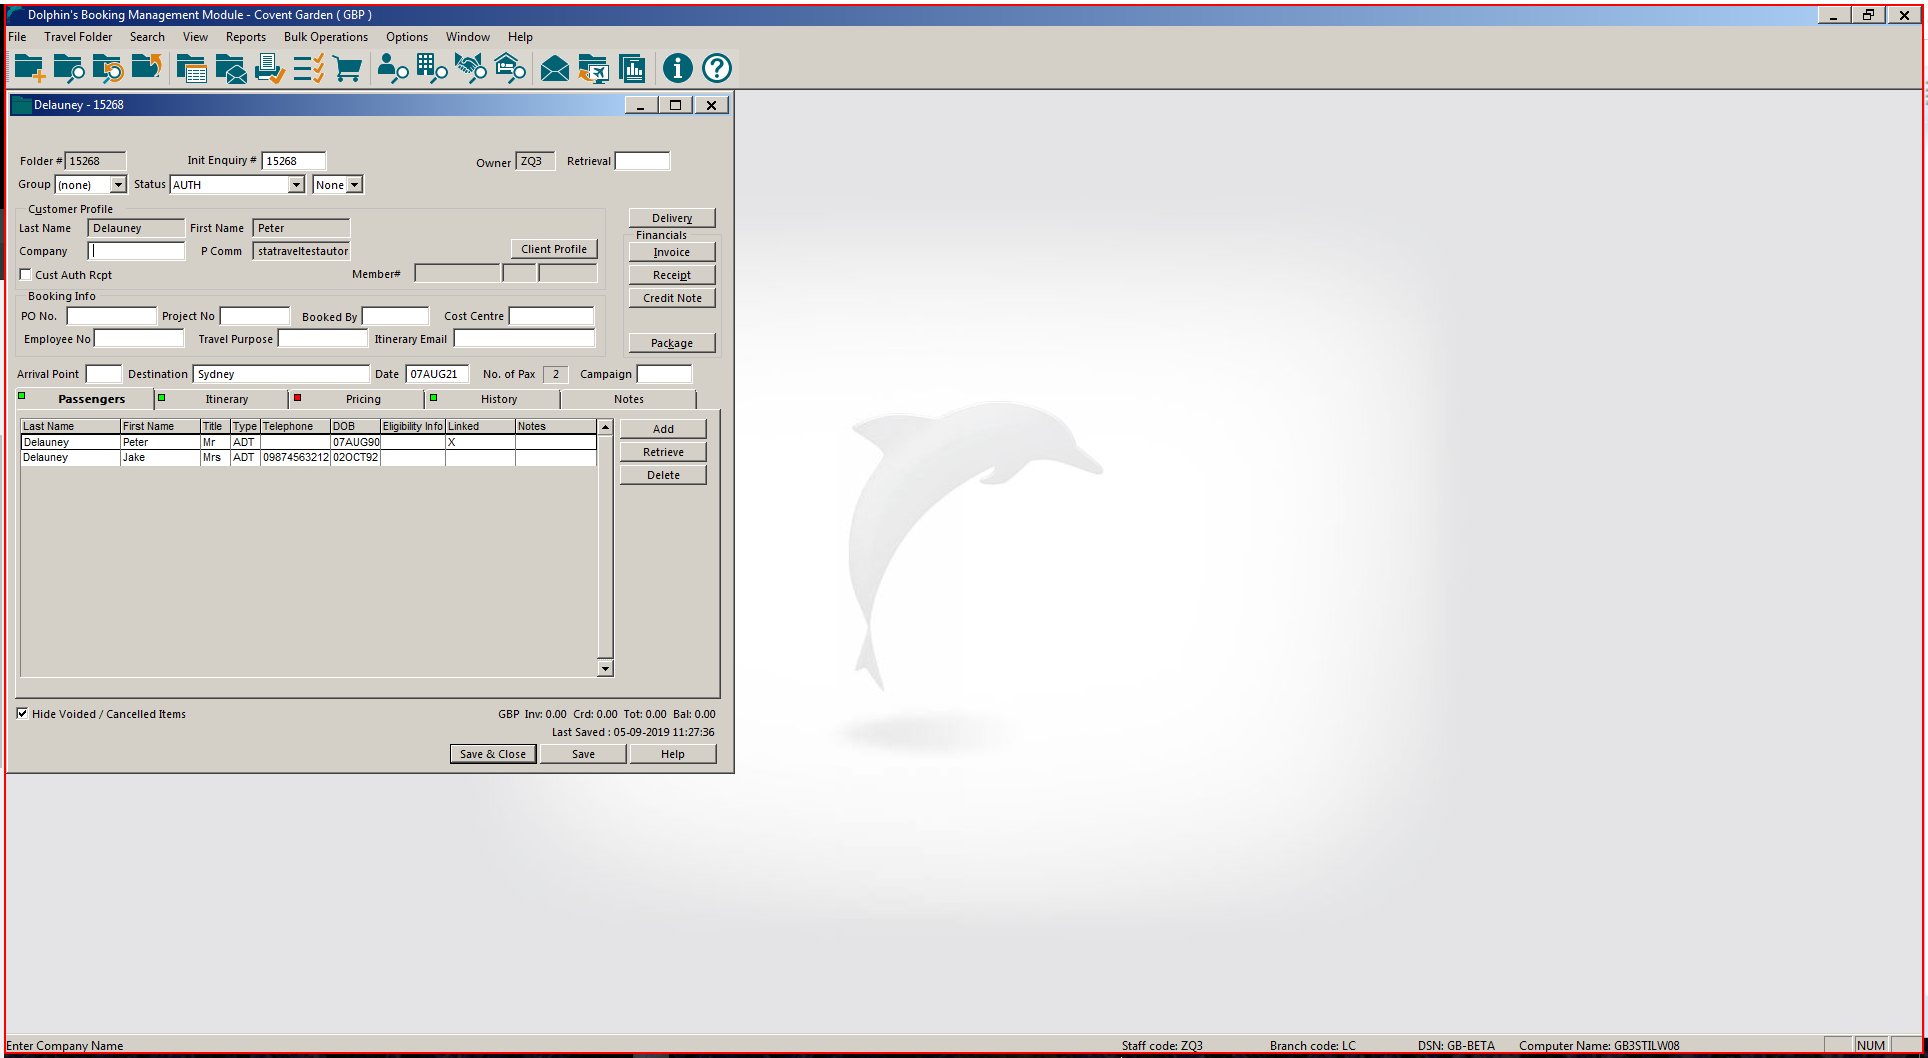 Dolphin's Booking Management Module - Covent Garden ( GBP )
File Travel Folder Search View Reports Bulk Operations Options Window Help
Delauney - 15268
Folder # 15268 Init Enquiry # 15268 Owner ZQ3 Retrieval
Group (none) Status AUTH None
Customer Profile
Last Name Delauney First Name Peter
Delivery
Financials
Company P Comm statraveltestautor Client Profile
Invoice
Cust Auth Rcpt Member#
Receipt
Booking Info
Credit Note
PO No. Project No Booked By Cost Centre
Employee No Travel Purpose Itinerary Email
Package
Arrival Point Destination Sydney Date 07AUG21 No. of Pax 2 Campaign
Passengers Itinerary Pricing History Notes
Last Name First Name Title Type Telephone DOB Eligibility Info Linked Notes
Delauney Peter Mr ADT 07AUG90 X
Delauney Jake Mrs ADT 09874563212 02OCT92
Add
Retrieve
Delete
Hide Voided / Cancelled Items GBP Inv: 0.00 Crd: 0.00 Tot: 0.00 Bal: 0.00
Last Saved : 05-09-2019 11:27:36
Save & Close Save Help
Enter Company Name Staff code: ZQ3 Branch code: LC DSN: GB-BETA Computer Name: GB3STILW08 NUM